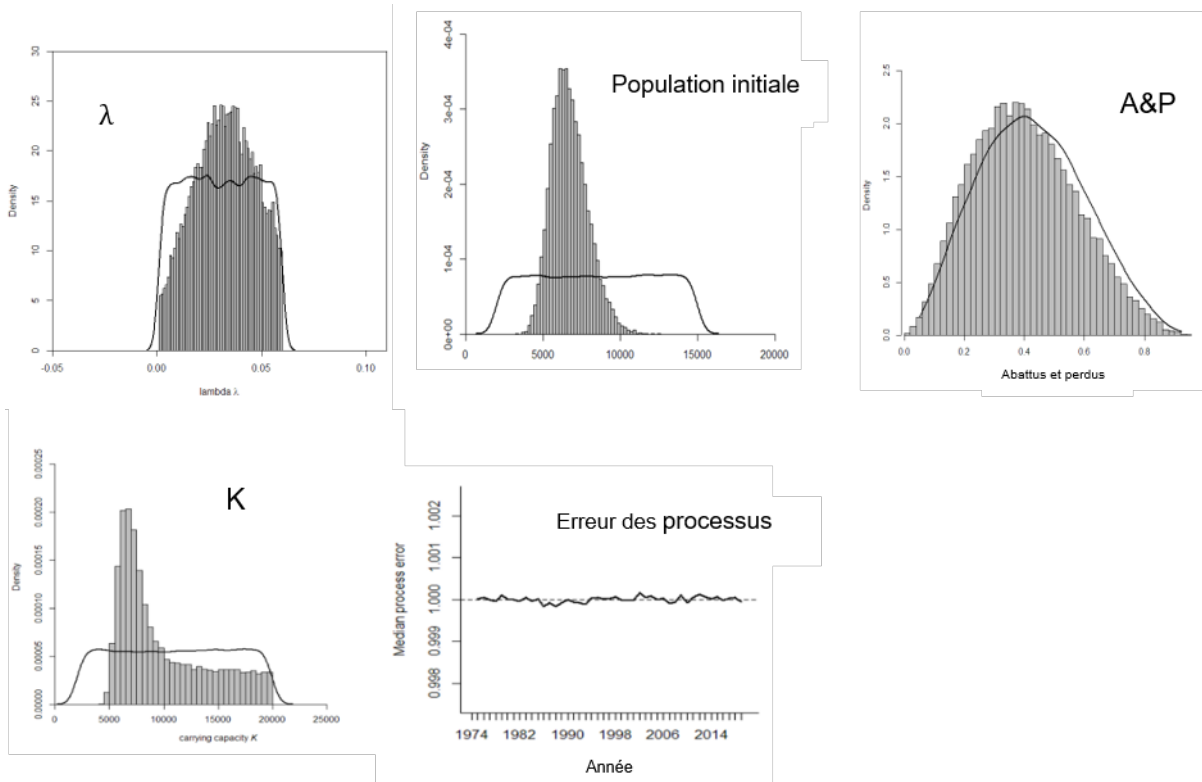 λ
Density
30
25
20
15
10
5
0
-0.05
0.00
0.05
0.10
lambda λ
Population initiale
Density
4e-04
3e-04
2e-04
1e-04
0e+00
0
5000
10000
15000
20000
A&P
Density
2.5
2.0
1.5
1.0
0.5
0.0
0.0
0.2
0.4
0.6
0.8
Abattus et perdus
K
Density
0.00025
0.00020
0.00015
0.00010
0.00005
0.00000
0
5000
10000
15000
20000
25000
carrying capacity K
Erreur des processus
Median process error
1.002
1.001
1.000
0.999
0.998
1974
1982
1990
1998
2006
2014
Année